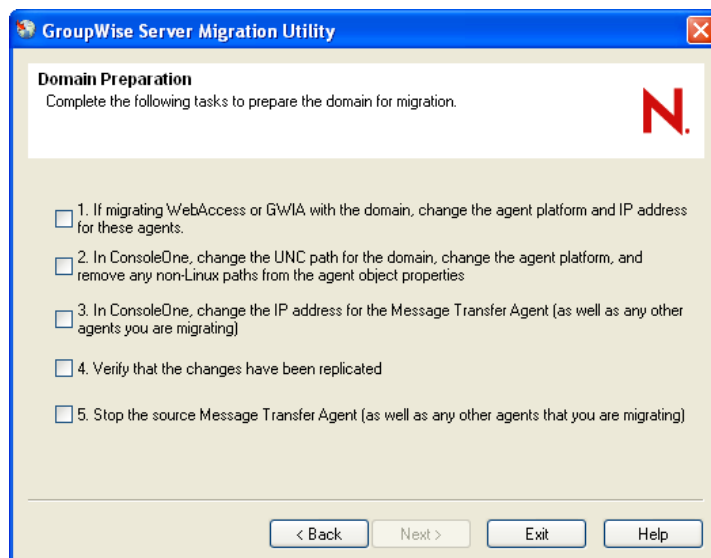 GroupWise Server Migration Utility
Domain Preparation
Complete the following tasks to prepare the domain for migration.
N.
1. If migrating WebAccess or GWIA with the domain, change the agent platform and IP address
for these agents.
2. In ConsoleOne, change the UNC path for the domain, change the agent platform, and
remove any non-Linux paths from the agent object properties
3. In ConsoleOne, change the IP address for the Message Transfer Agent (as well as any other
agents you are migrating)
4. Verify that the changes have been replicated
5. Stop the source Message Transfer Agent (as well as any other agents that you are migrating)
< Back
Next >
Exit
Help